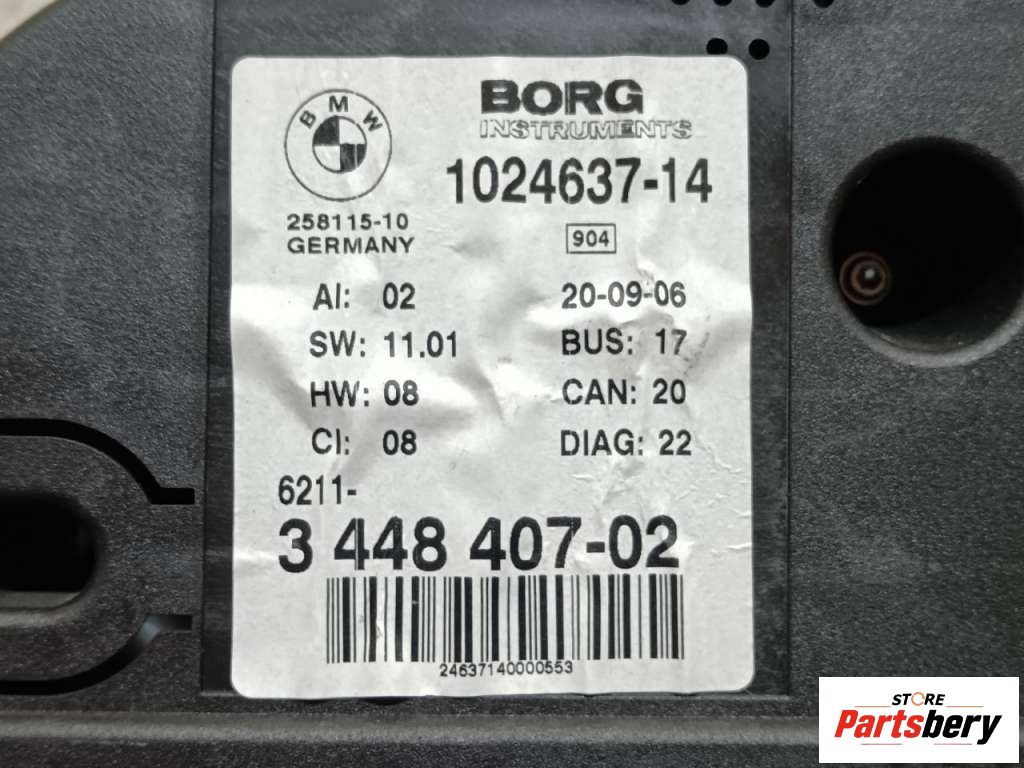 BMW
BORG
INSTRUMENTS
1024637-14
258115-10
GERMANY
904
AI: 02 20-09-06
SW: 11.01 BUS: 17
HW: 08 CAN: 20
CI: 08 DIAG: 22
6211-
3 448 407-02
24637140000553
STORE
Partsbery